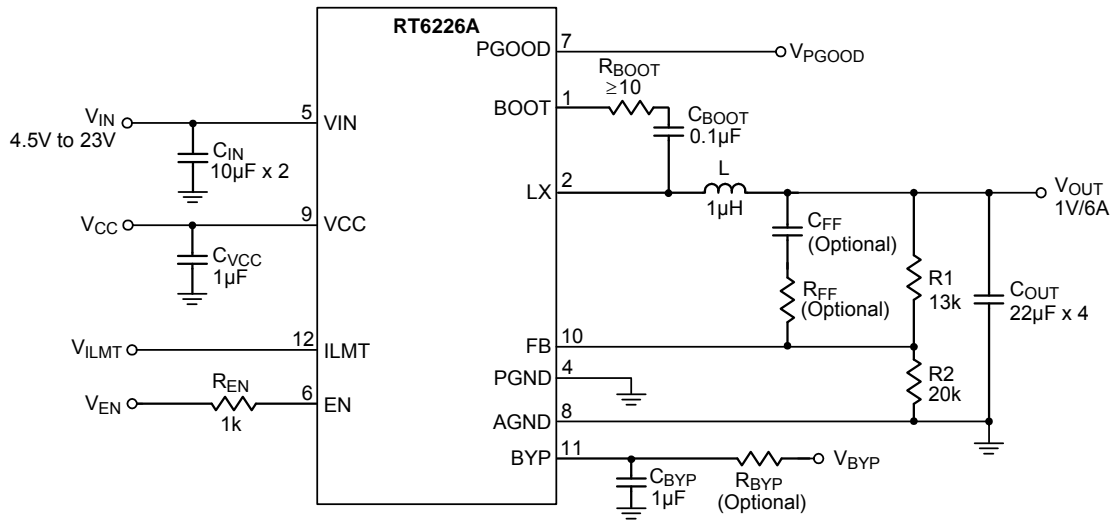 RT6226A
PGOOD 7 VPGOOD
RBOOT
≥10
BOOT 1
CBOOT
0.1µF
VIN 5 VIN
4.5V to 23V
CIN
10µF x 2
LX 2
L
1µH
VOUT
1V/6A
VCC 9 VCC
CVCC
1µF
CFF
(Optional)
RFF
(Optional)
R1
13k
COUT
22µF x 4
VILMT 12 ILMT
FB 10
REN
VEN 6 EN
1k
PGND 4
R2
20k
AGND 8
BYP 11
VBYP
CBYP
1µF
RBYP
(Optional)